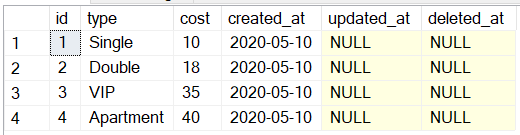 id type cost created_at updated_at deleted_at
1 1 Single 10 2020-05-10 NULL NULL
2 2 Double 18 2020-05-10 NULL NULL
3 3 VIP 35 2020-05-10 NULL NULL
4 4 Apartment 40 2020-05-10 NULL NULL